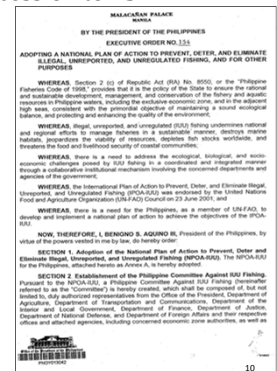 MALACAÑAN PALACE
MANILA
BY THE PRESIDENT OF THE PHILIPPINES
EXECUTIVE ORDER NO. 154
ADOPTING A NATIONAL PLAN OF ACTION TO PREVENT, DETER, AND ELIMINATE
ILLEGAL, UNREPORTED, AND UNREGULATED FISHING, AND FOR OTHER
PURPOSES
WHEREAS, Section 2 (c) of Republic Act (RA) No. 8550, or the "Philippine
Fisheries Code of 1998," provides that it is the policy of the State to ensure the rational
and sustainable development, management, and conservation of the fishery and aquatic
resources in Philippine waters, including the exclusive economic zone, and in the adjacent
high seas, consistent with the primordial objective of maintaining a sound ecological
balance, and protecting and enhancing the quality of the environment;
WHEREAS, illegal, unreported, and unregulated (IUU) fishing undermines national
and regional efforts to manage fisheries in a sustainable manner, destroys marine
habitats, jeopardizes the viability of resources, depletes fish stocks worldwide, and
threatens the food and livelihood security of coastal communities;
WHEREAS, there is a need to address the ecological, biological, and socio-
economic challenges posed by IUU fishing in a coordinated and integrated manner
through a collaborative institutional mechanism involving the concerned departments and
agencies of the government;
WHEREAS, the International Plan of Action to Prevent, Deter, and Eliminate Illegal,
Unreported, and Unregulated Fishing (IPOA-IUU) was endorsed by the United Nations
Food and Agriculture Organization (UN-FAO) Council on 23 June 2001; and
WHEREAS, there is need for the Philippines, as a member of UN-FAO, to
develop and implement a national plan of action to achieve the objectives of the IPOA-
IUU.
NOW, THEREFORE, I, BENIGNO S. AQUINO III, President of the Philippines, by
virtue of the powers vested in me by law, do hereby order:
SECTION 1. Adoption of the National Plan of Action to Prevent, Deter and
Eliminate Illegal, Unreported, and Unregulated Fishing (NPOA-IUU). The NPOA-IUU
for the Philippines, attached hereto as Annex A, is hereby adopted.
SECTION 2. Establishment of the Philippine Committee Against IUU Fishing.
Pursuant to the NPOA-IUU, a Philippine Committee Against IUU Fishing (hereinafter
referred to as the "Committee") is hereby created, which shall be composed of, but not
limited to, duly authorized representatives from the Office of the President, Department of
Agriculture, Department of Transportation and Communications, Department of the
Interior and Local Government, Department of Finance, Department of Justice,
Department of National Defense, and Department of Foreign Affairs and their respective
offices and attached agencies, including concerned economic zone authorities, as well as
10